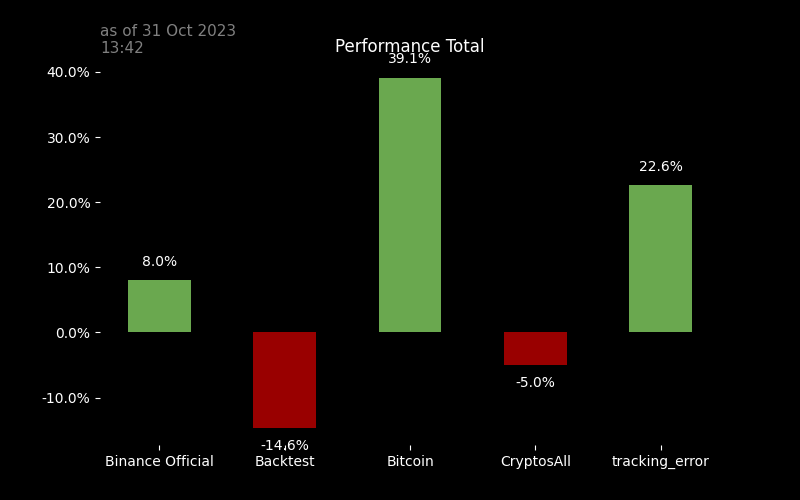 as of 31 Oct 2023
13:42
Performance Total
39.1%
40.0%
30.0%
22.6%
20.0%
8.0%
10.0%
0.0%
-5.0%
-10.0%
-14.6%
Binance Official
Backtest
Bitcoin
CryptosAll
tracking_error